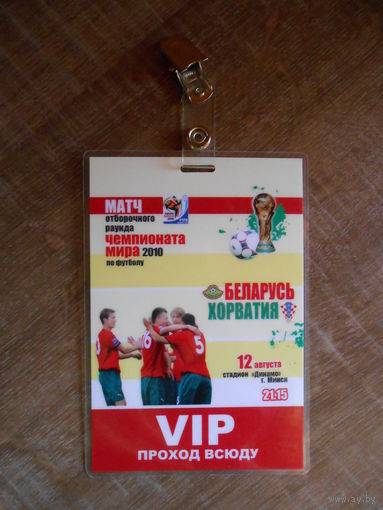 МАТЧ
отборочного
раунда
чемпионата
мира 2010
по футболу
БЕЛАРУСЬ
ХОРВАТИЯ
12 августа
стадион «Динамо»
г. Минск
21:15
VIP
ПРОХОД ВСЮДУ
www.ay.by